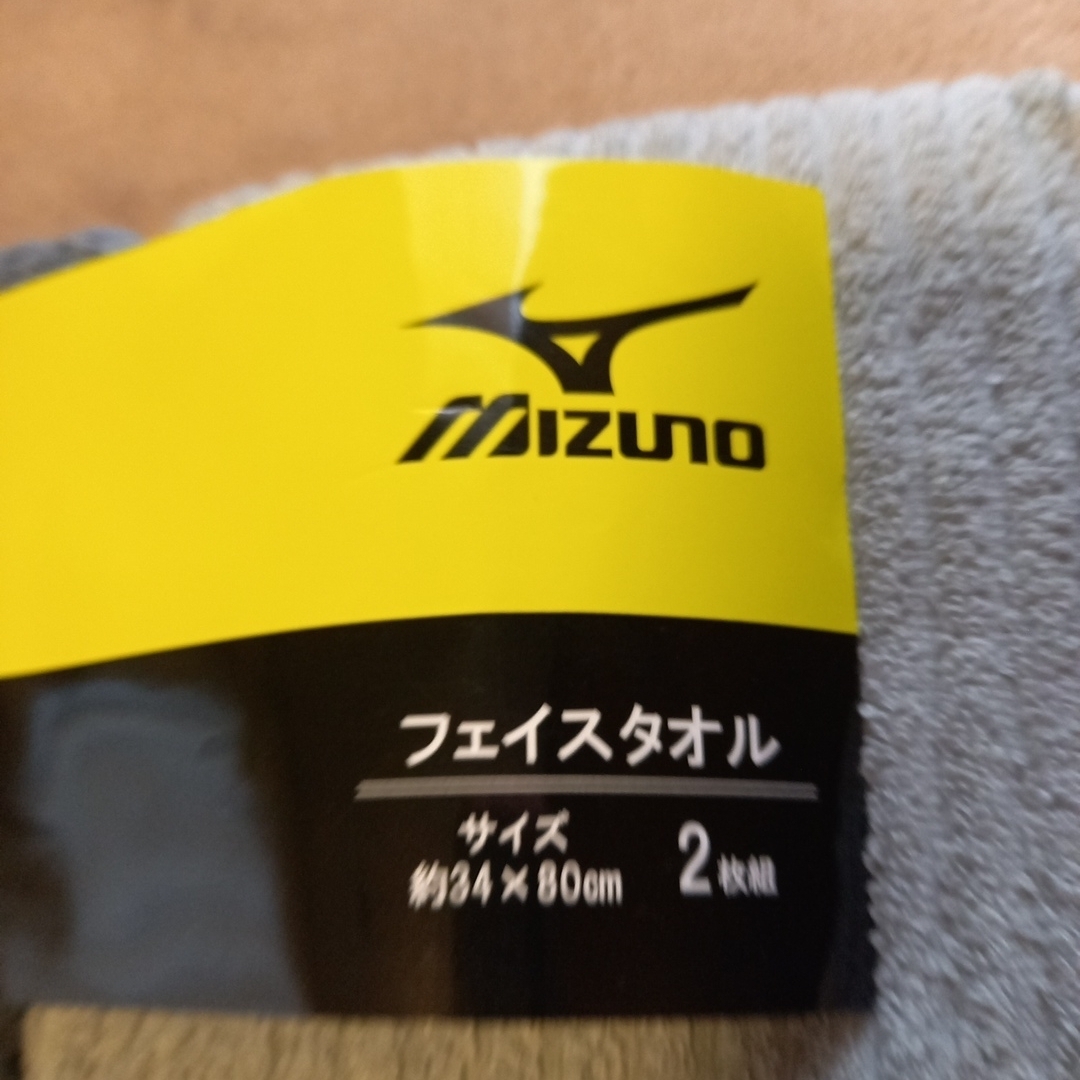 MIZUNO
フェイスタオル
サイズ
約34×80cm
2枚組